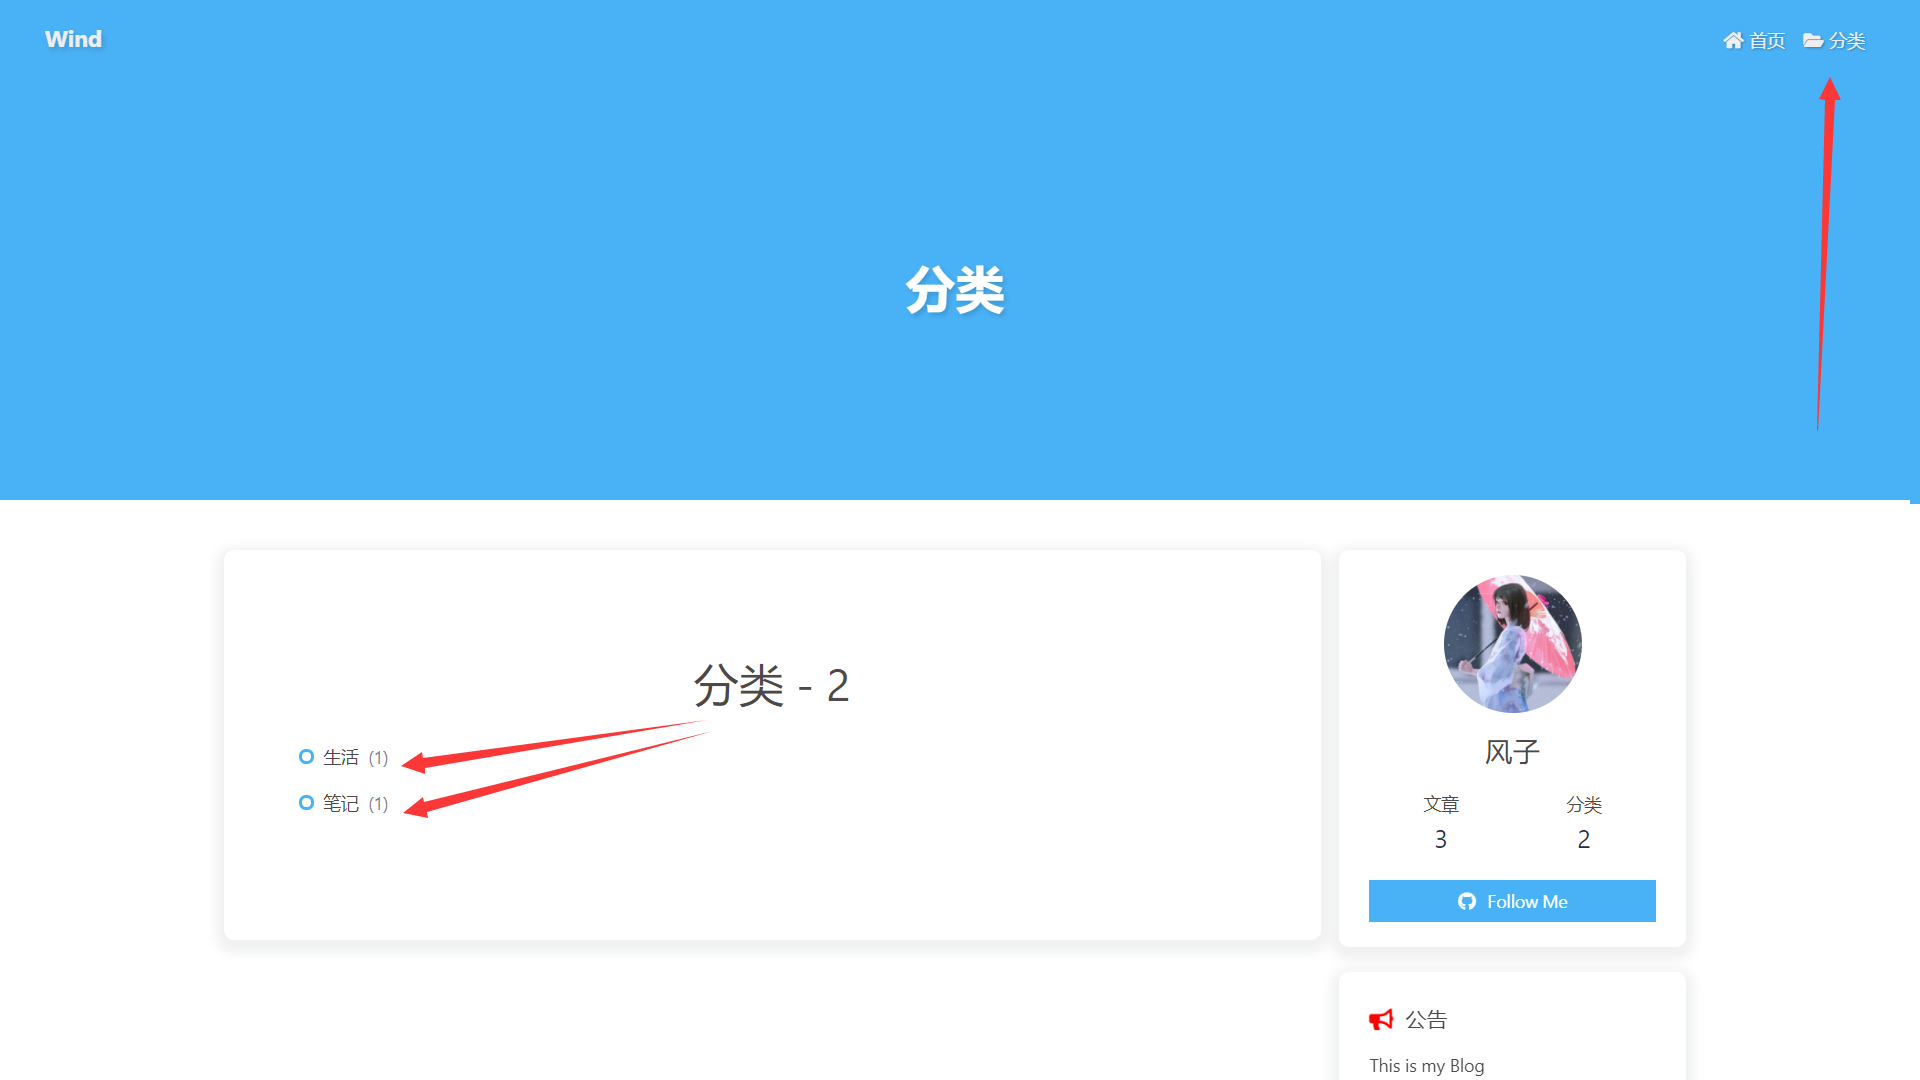 Wind
首页 分类
分类
分类 - 2
生活 (1)
笔记 (1)
风子
文章 分类
3 2
Follow Me
公告
This is my Blog